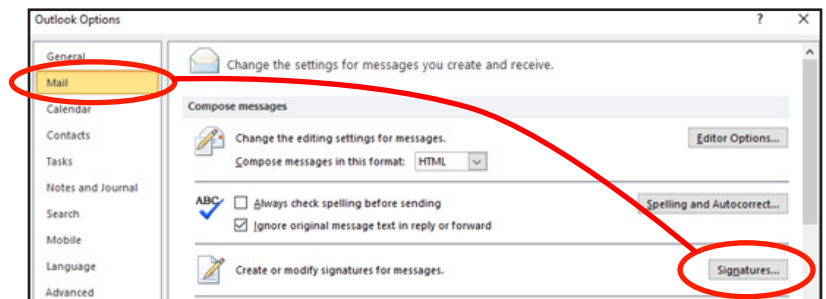 Outlook Options ? X
General
Mail
Calendar
Contacts
Tasks
Notes and Journal
Search
Mobile
Language
Advanced
Change the settings for messages you create and receive.
Compose messages
Change the editing settings for messages.
Editor Options...
Compose messages in this format: HTML
ABC
Always check spelling before sending
Spelling and Autocorrect...
Ignore original message text in reply or forward
Create or modify signatures for messages.
Signatures...